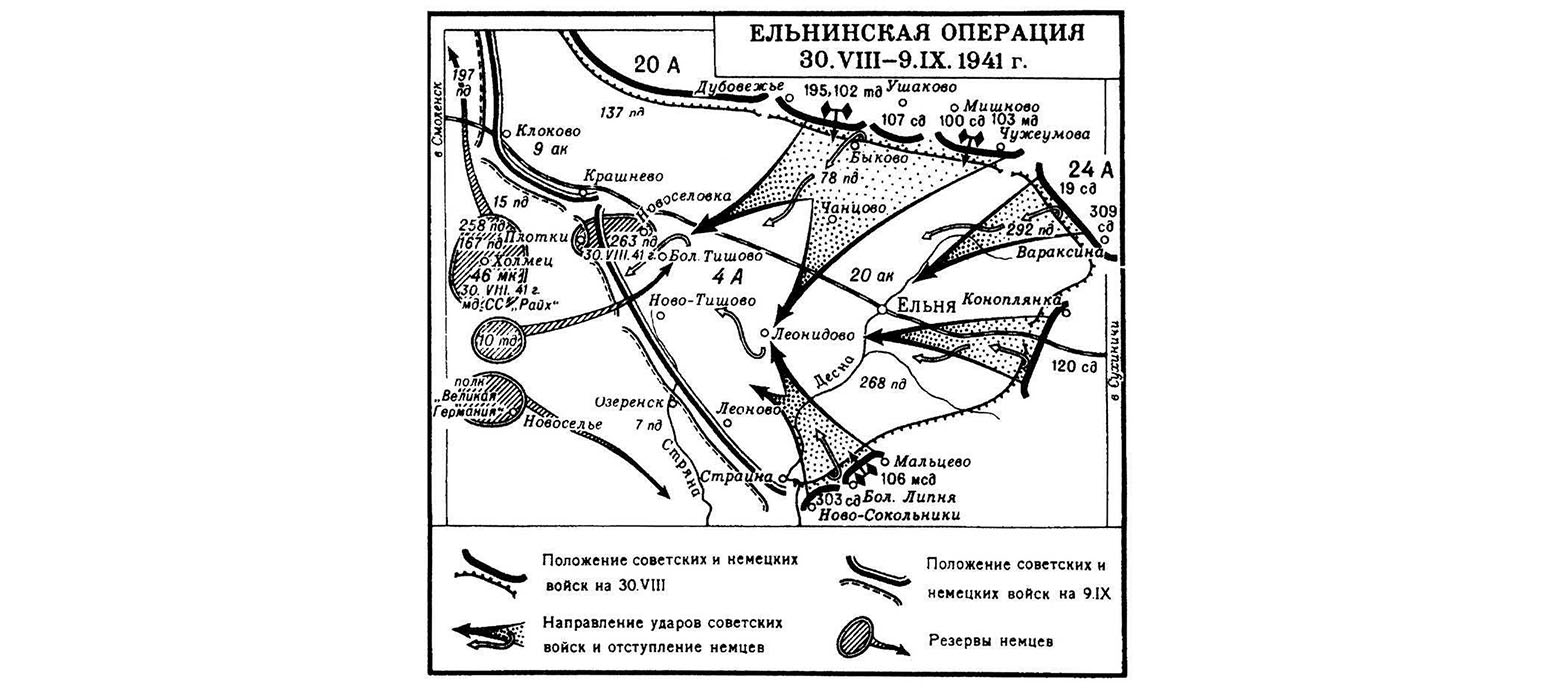 ЕЛЬНИНСКАЯ ОПЕРАЦИЯ
30.VIII–9.IX. 1941 г.
20 А
197
пд
в Смоленск
137 пд
Дубовежье
195, 102 тд
Ушаково
107 сд
Мишково
100 сд 103 мд
Чужеумова
Клоково
9 ак
Быково
24 А
19 сд
Крашнево
78 пд
15 пд
Новоселовка
Чанцово
309
сд
258 пд
167 пд
Плотки
263 пд
292 пд
30. VIII. 41 г.
Бол. Тишово
Вараксина
Холмец
46 мк
4 А
20 ак
30. VIII. 41 г.
мд СС „Райх“
Ново-Тишово
Ельня
Коноплянка
10 тд
Леонидово
в Сухиничи
120 сд
полк
„Великая
Германия“
Десна
268 пд
Озеренск
Леоново
Новоселье
7 пд
Стряна
Страина
Мальцево
106 мсд
303 сд
Бол. Липня
Ново-Сокольники
Положение советских и немецких
войск на 30.VIII
Положение советских и
немецких войск на 9.IX
Направление ударов советских
войск и отступление немцев
Резервы немцев